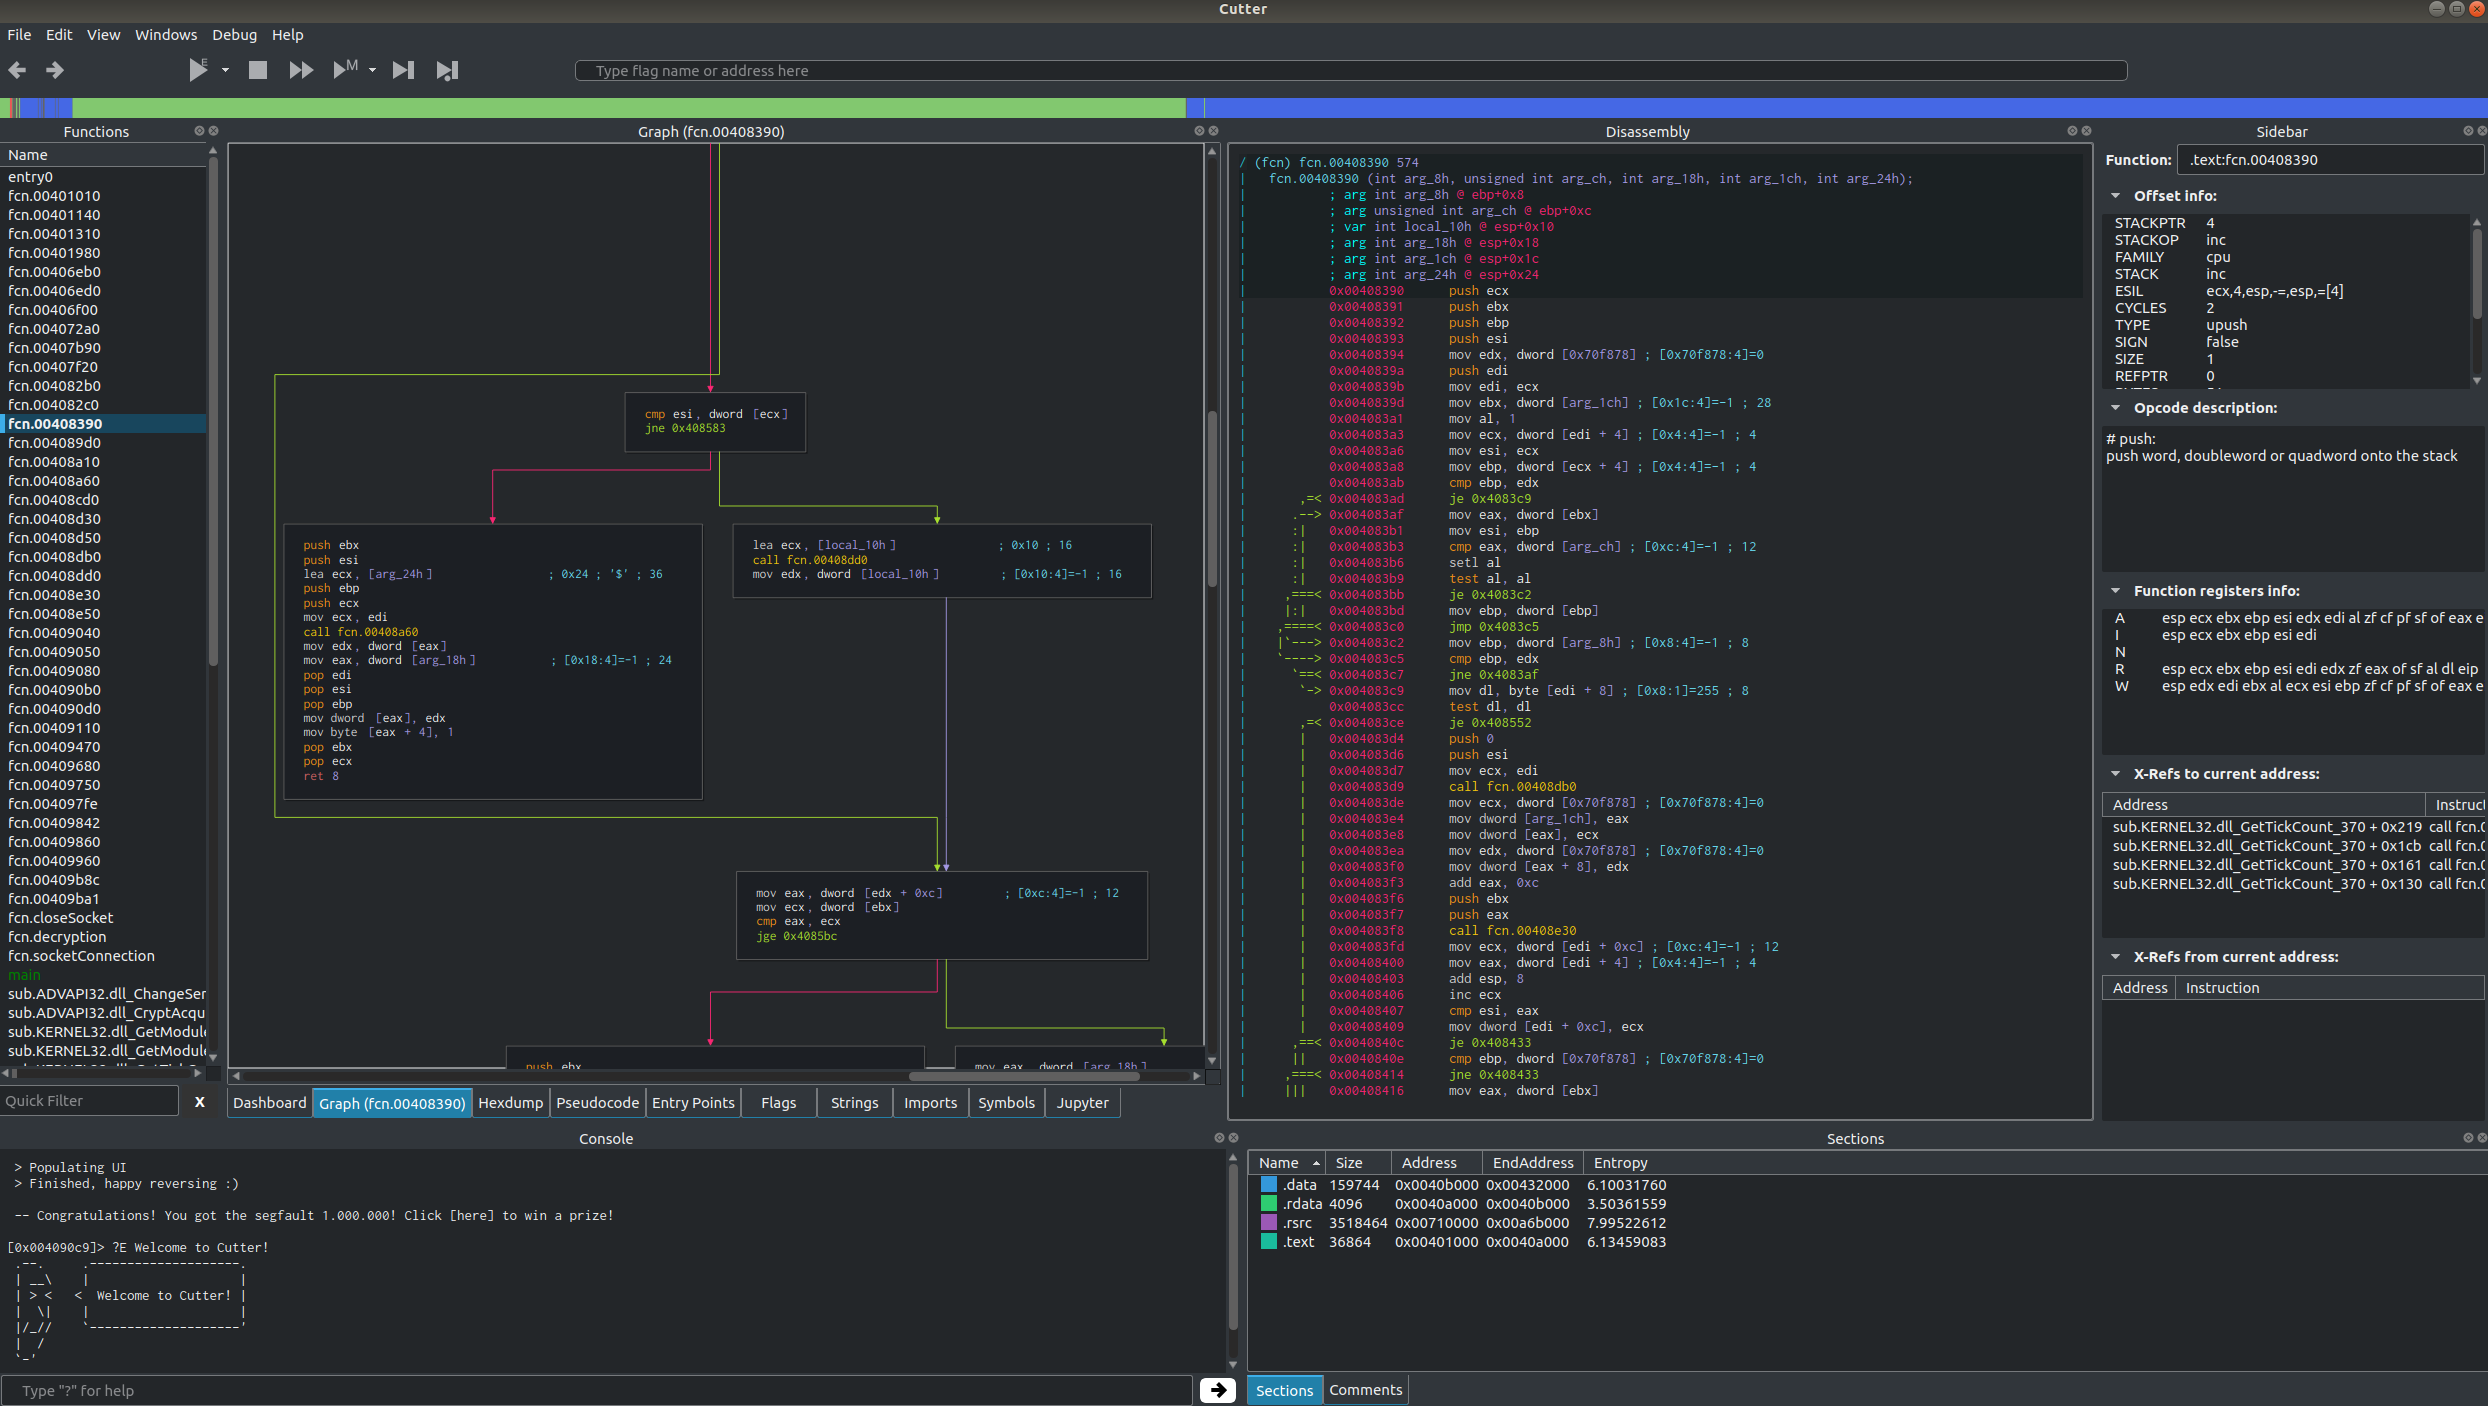 Cutter
File Edit View Windows Debug Help
E M Type flag name or address here
Functions
Name
entry0
fcn.00401010
fcn.00401140
fcn.00401310
fcn.00401980
fcn.00406eb0
fcn.00406ed0
fcn.00406f00
fcn.004072a0
fcn.00407b90
fcn.00407f20
fcn.004082b0
fcn.004082c0
fcn.00408390
fcn.004089d0
fcn.00408a10
fcn.00408a60
fcn.00408cd0
fcn.00408d30
fcn.00408d50
fcn.00408db0
fcn.00408dd0
fcn.00408e30
fcn.00408e50
fcn.00409040
fcn.00409050
fcn.00409080
fcn.004090b0
fcn.004090d0
fcn.00409110
fcn.00409470
fcn.00409680
fcn.00409750
fcn.004097fe
fcn.00409842
fcn.00409860
fcn.00409960
fcn.00409b8c
fcn.00409ba1
fcn.closeSocket
fcn.decryption
fcn.socketConnection
main
sub.ADVAPI32.dll_ChangeSer
sub.ADVAPI32.dll_CryptAcqu
sub.KERNEL32.dll_GetModule
sub.KERNEL32.dll_GetModule
Quick Filter X
Graph (fcn.00408390)
cmp esi, dword [ecx]
jne 0x408583
push ebx
push esi
lea ecx, [arg_24h] ; 0x24 ; '$' ; 36
push ebp
push ecx
mov ecx, edi
call fcn.00408a60
mov edx, dword [eax]
mov eax, dword [arg_18h] ; [0x18:4]=-1 ; 24
pop edi
pop esi
pop ebp
mov dword [eax], edx
mov byte [eax + 4], 1
pop ebx
pop ecx
ret 8
lea ecx, [local_10h] ; 0x10 ; 16
call fcn.00408dd0
mov edx, dword [local_10h] ; [0x10:4]=-1 ; 16
mov eax, dword [edx + 0xc] ; [0xc:4]=-1 ; 12
mov ecx, dword [ebx]
cmp eax, ecx
jge 0x4085bc
push ebx
mov eax, dword [arg_18h]
Dashboard Graph (fcn.00408390) Hexdump Pseudocode Entry Points Flags Strings Imports Symbols Jupyter
Disassembly
/ (fcn) fcn.00408390 574
| fcn.00408390 (int arg_8h, unsigned int arg_ch, int arg_18h, int arg_1ch, int arg_24h);
| ; arg int arg_8h @ ebp+0x8
| ; arg unsigned int arg_ch @ ebp+0xc
| ; var int local_10h @ esp+0x10
| ; arg int arg_18h @ esp+0x18
| ; arg int arg_1ch @ esp+0x1c
| ; arg int arg_24h @ esp+0x24
| 0x00408390 push ecx
| 0x00408391 push ebx
| 0x00408392 push ebp
| 0x00408393 push esi
| 0x00408394 mov edx, dword [0x70f878] ; [0x70f878:4]=0
| 0x0040839a push edi
| 0x0040839b mov edi, ecx
| 0x0040839d mov ebx, dword [arg_1ch] ; [0x1c:4]=-1 ; 28
| 0x004083a1 mov al, 1
| 0x004083a3 mov ecx, dword [edi + 4] ; [0x4:4]=-1 ; 4
| 0x004083a6 mov esi, ecx
| 0x004083a8 mov ebp, dword [ecx + 4] ; [0x4:4]=-1 ; 4
| 0x004083ab cmp ebp, edx
| ,=< 0x004083ad je 0x4083c9
| .--> 0x004083af mov eax, dword [ebx]
| :| 0x004083b1 mov esi, ebp
| :| 0x004083b3 cmp eax, dword [arg_ch] ; [0xc:4]=-1 ; 12
| :| 0x004083b6 setl al
| :| 0x004083b9 test al, al
| ,===< 0x004083bb je 0x4083c2
| |:| 0x004083bd mov ebp, dword [ebp]
| ,====< 0x004083c0 jmp 0x4083c5
| |`---> 0x004083c2 mov ebp, dword [arg_8h] ; [0x8:4]=-1 ; 8
| `----> 0x004083c5 cmp ebp, edx
| `==< 0x004083c7 jne 0x4083af
| `-> 0x004083c9 mov dl, byte [edi + 8] ; [0x8:1]=255 ; 8
| 0x004083cc test dl, dl
| ,=< 0x004083ce je 0x408552
| | 0x004083d4 push 0
| | 0x004083d6 push esi
| | 0x004083d7 mov ecx, edi
| | 0x004083d9 call fcn.00408db0
| | 0x004083de mov ecx, dword [0x70f878] ; [0x70f878:4]=0
| | 0x004083e4 mov dword [arg_1ch], eax
| | 0x004083e8 mov dword [eax], ecx
| | 0x004083ea mov edx, dword [0x70f878] ; [0x70f878:4]=0
| | 0x004083f0 mov dword [eax + 8], edx
| | 0x004083f3 add eax, 0xc
| | 0x004083f6 push ebx
| | 0x004083f7 push eax
| | 0x004083f8 call fcn.00408e30
| | 0x004083fd mov ecx, dword [edi + 0xc] ; [0xc:4]=-1 ; 12
| | 0x00408400 mov eax, dword [edi + 4] ; [0x4:4]=-1 ; 4
| | 0x00408403 add esp, 8
| | 0x00408406 inc ecx
| | 0x00408407 cmp esi, eax
| | 0x00408409 mov dword [edi + 0xc], ecx
| ,==< 0x0040840c je 0x408433
| || 0x0040840e cmp ebp, dword [0x70f878] ; [0x70f878:4]=0
| ,===< 0x00408414 jne 0x408433
| ||| 0x00408416 mov eax, dword [ebx]
Sidebar
Function: .text:fcn.00408390
Offset info:
STACKPTR 4
STACKOP inc
FAMILY cpu
STACK inc
ESIL ecx,4,esp,-=,esp,=[4]
CYCLES 2
TYPE upush
SIGN false
SIZE 1
REFPTR 0
Opcode description:
# push:
push word, doubleword or quadword onto the stack
Function registers info:
A esp ecx ebx ebp esi edx edi al zf cf pf sf of eax e
I esp ecx ebx ebp esi edi
N
R esp ecx ebx ebp esi edi edx zf eax of sf al dl eip
W esp edx edi ebx al ecx esi ebp zf cf pf sf of eax e
X-Refs to current address:
Address Instruct
sub.KERNEL32.dll_GetTickCount_370 + 0x219 call fcn.0
sub.KERNEL32.dll_GetTickCount_370 + 0x1cb call fcn.0
sub.KERNEL32.dll_GetTickCount_370 + 0x161 call fcn.0
sub.KERNEL32.dll_GetTickCount_370 + 0x130 call fcn.0
X-Refs from current address:
Address Instruction
Console
> Populating UI
> Finished, happy reversing :)
-- Congratulations! You got the segfault 1.000.000! Click [here] to win a prize!
[0x004090c9]> ?E Welcome to Cutter!
.--. .--------------------.
| __\ | |
| > < < Welcome to Cutter! |
| \| | |
|/_// `--------------------'
| /
`-'
Type "?" for help
Sections
Name Size Address EndAddress Entropy
.data 159744 0x0040b000 0x00432000 6.10031760
.rdata 4096 0x0040a000 0x0040b000 3.50361559
.rsrc 3518464 0x00710000 0x00a6b000 7.99522612
.text 36864 0x00401000 0x0040a000 6.13459083
Sections Comments